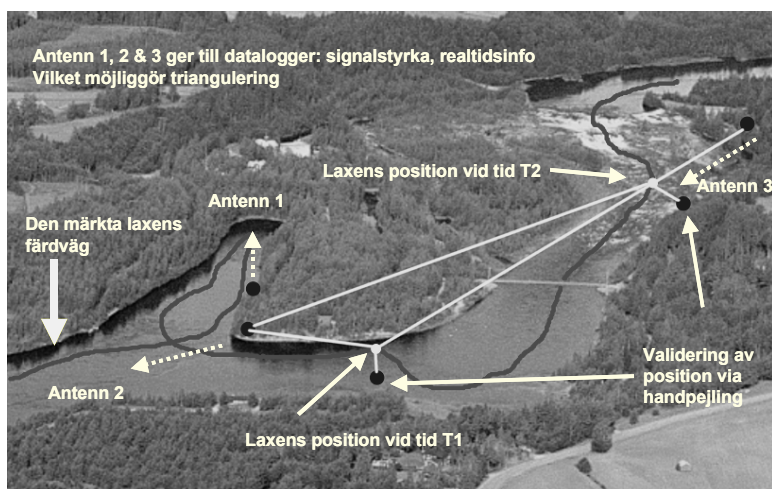 Antenn 1, 2 & 3 ger till datalogger: signalstyrka, realtidsinfo
Vilket möjliggör triangulering
Laxens position vid tid T2
Antenn 3
Antenn 1
Den märkta laxens
färdväg
Antenn 2
Validering av
position via
handpejling
Laxens position vid tid T1